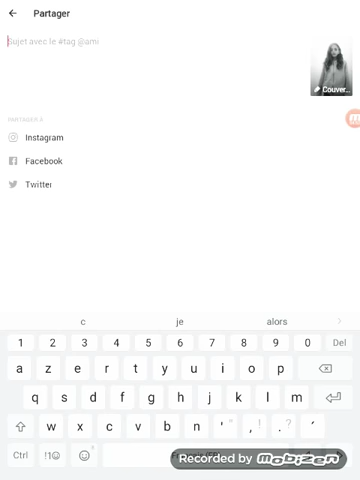 Partager
Sujet avec le #tag @ami
Couver...
PARTAGER À
Instagram
Facebook
Twitter
c je alors
1 2 3 4 5 6 7 8 9 0 Del
a z e r t y u i o p
q s d f g h j k l m
w x c v b n ' , ! . ? ´
Ctrl !1☺
Recorded by mobizen